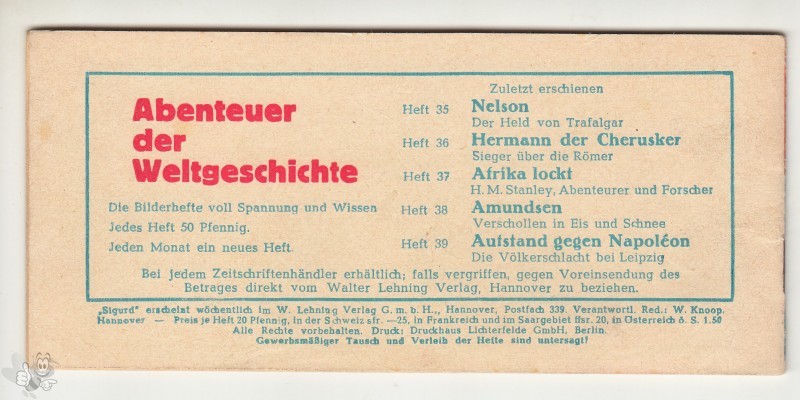 Abenteuer
der
Weltgeschichte
Die Bilderhefte voll Spannung und Wissen
Jedes Heft 50 Pfennig.
Jeden Monat ein neues Heft.
Zuletzt erschienen
Heft 35 Nelson
Der Held von Trafalgar
Heft 36 Hermann der Cherusker
Sieger über die Römer
Heft 37 Afrika lockt
H. M. Stanley, Abenteurer und Forscher
Heft 38 Amundsen
Verschollen in Eis und Schnee
Heft 39 Aufstand gegen Napoléon
Die Völkerschlacht bei Leipzig
Bei jedem Zeitschriftenhändler erhältlich; falls vergriffen, gegen Voreinsendung des
Betrages direkt vom Walter Lehning Verlag, Hannover zu beziehen.
„Sigurd" erscheint wöchentlich im W. Lehning Verlag G. m. b. H., Hannover, Postfach 339. Verantwortl. Red.: W. Knoop.
Hannover — Preis je Heft 20 Pfennig, in der Schweiz sfr. —25, in Frankreich und im Saargebiet ffsr. 20, in Österreich ö. S. 1.50
Alle Rechte vorbehalten. Druck: Druckhaus Lichterfelde GmbH, Berlin.
Gewerbsmäßiger Tausch und Verleih der Hefte sind untersagt!